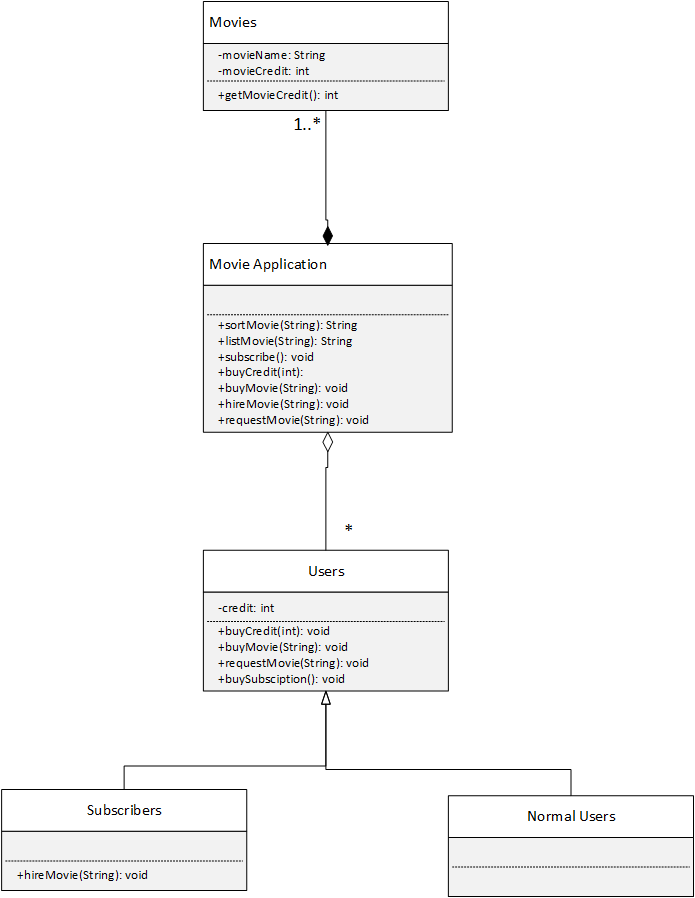 Movies
-movieName: String
-movieCredit: int
+getMovieCredit(): int
1..*
Movie Application
+sortMovie(String): String
+listMovie(String): String
+subscribe(): void
+buyCredit(int):
+buyMovie(String): void
+hireMovie(String): void
+requestMovie(String): void
*
Users
-credit: int
+buyCredit(int): void
+buyMovie(String): void
+requestMovie(String): void
+buySubsciption(): void
Subscribers
+hireMovie(String): void
Normal Users